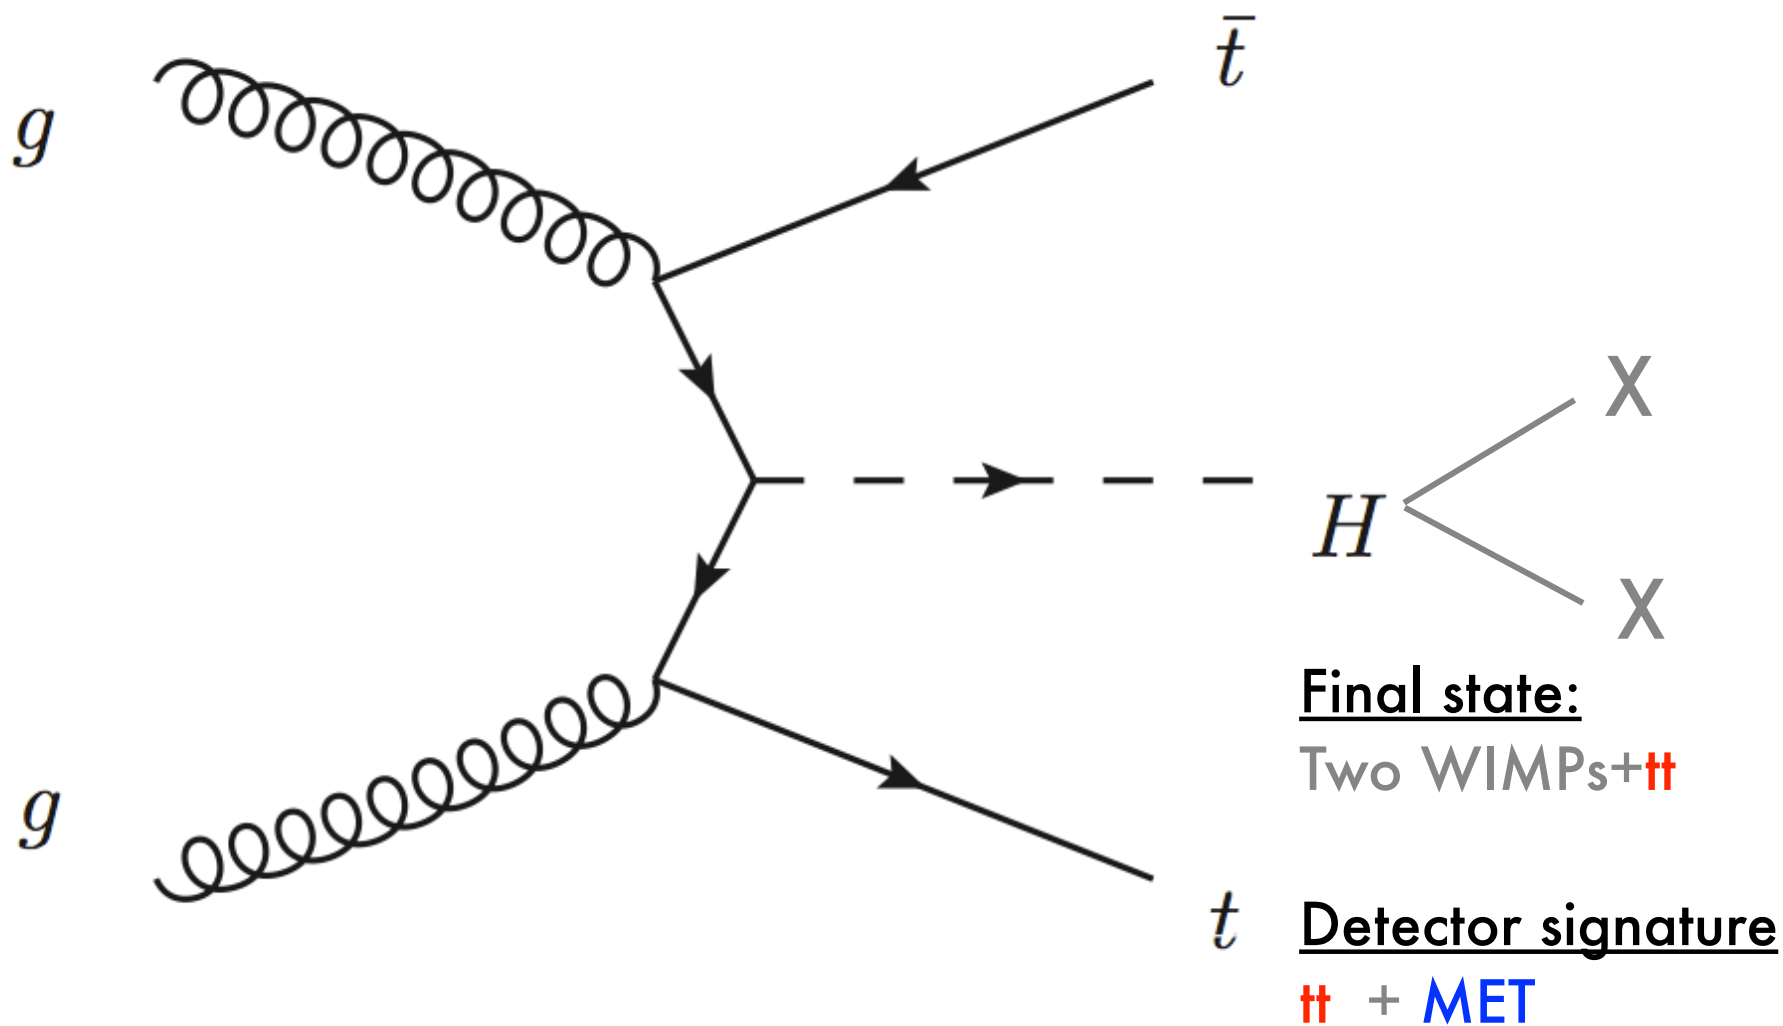 t̄
g
X
H
X
Final state:
Two WIMPs+tt
g
t
Detector signature
tt + MET